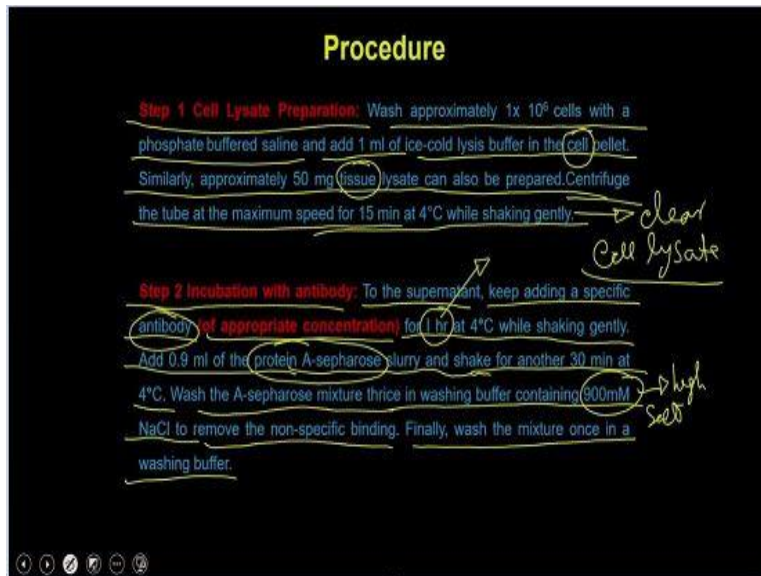 Procedure
Step 1 Cell Lysate Preparation: Wash approximately 1x 10⁶ cells with a
phosphate buffered saline and add 1 ml of ice-cold lysis buffer in the cell pellet.
Similarly, approximately 50 mg tissue lysate can also be prepared.Centrifuge
the tube at the maximum speed for 15 min at 4°C while shaking gently.
clear
Cell lysate
Step 2 Incubation with antibody: To the supernatant, keep adding a specific
antibody (of appropriate concentration) for I hr at 4°C while shaking gently.
Add 0.9 ml of the protein A-sepharose slurry and shake for another 30 min at
4°C. Wash the A-sepharose mixture thrice in washing buffer containing 900mM
high
Salt
NaCl to remove the non-specific binding. Finally, wash the mixture once in a
washing buffer.